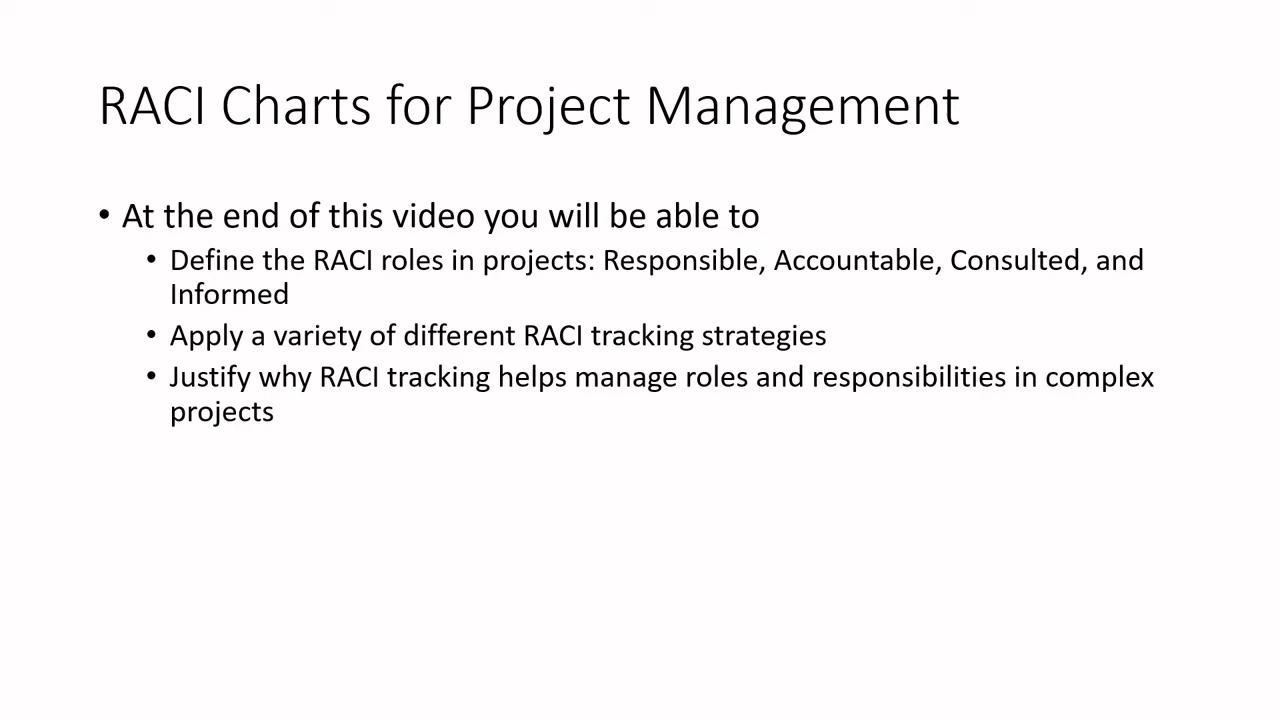 RACI Charts for Project Management
• At the end of this video you will be able to
• Define the RACI roles in projects: Responsible, Accountable, Consulted, and
Informed
• Apply a variety of different RACI tracking strategies
• Justify why RACI tracking helps manage roles and responsibilities in complex
projects